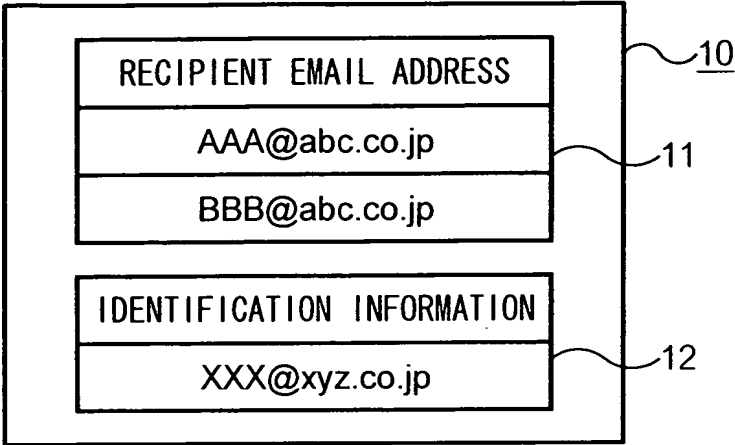 RECIPIENT EMAIL ADDRESS
10
AAA@abc.co.jp
11
BBB@abc.co.jp
IDENTIFICATION INFORMATION
12
XXX@xyz.co.jp